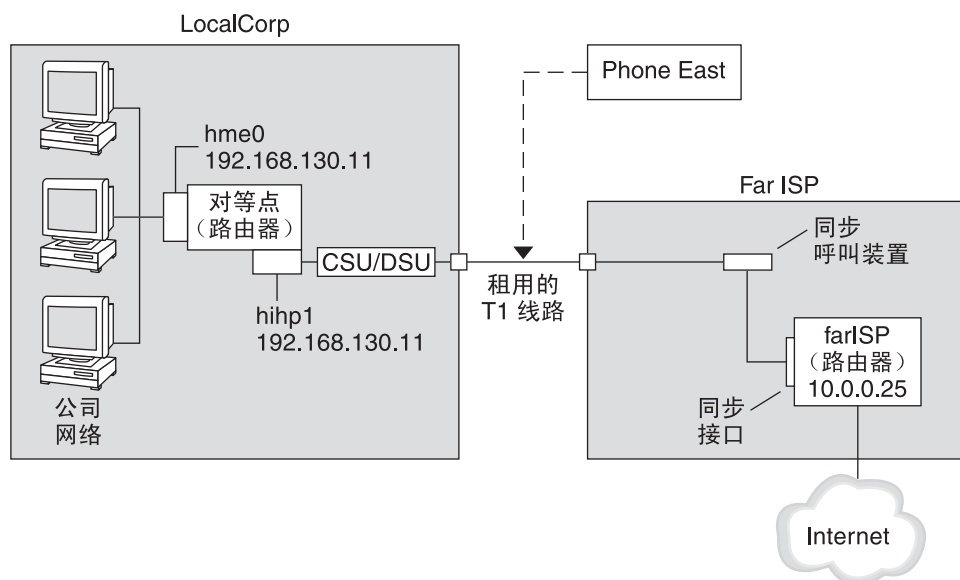 LocalCorp
Phone East
hme0
192.168.130.11
对等点
（路由器）
CSU/DSU
hihp1
192.168.130.11
公司
网络
租用的
T1 线路
Far ISP
同步
呼叫装置
farISP
（路由器）
10.0.0.25
同步
接口
Internet